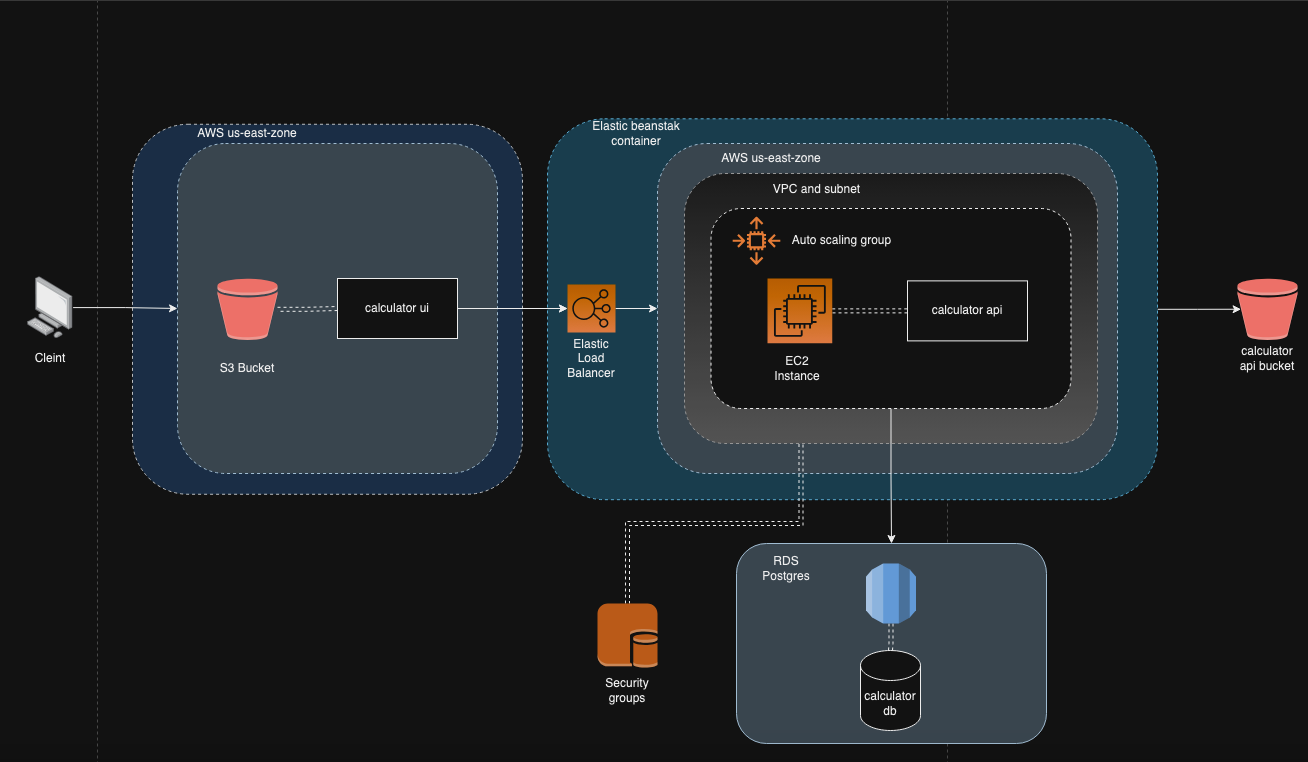 AWS us-east-zone
Elastic beanstak
container
AWS us-east-zone
VPC and subnet
Auto scaling group
calculator ui
calculator api
Cleint
S3 Bucket
Elastic
Load
Balancer
EC2
Instance
calculator
api bucket
RDS
Postgres
Security
groups
calculator
db